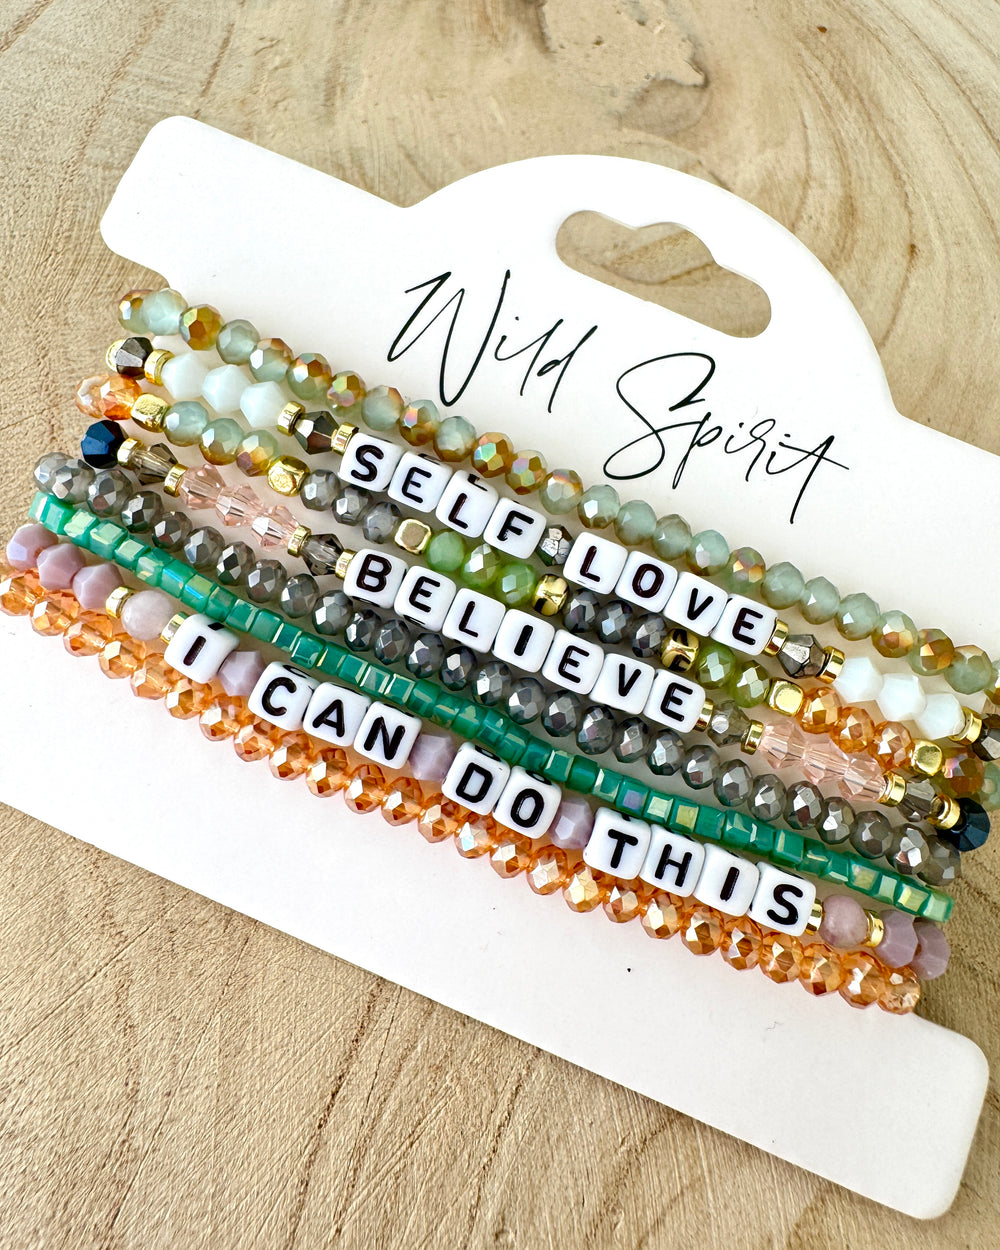 Wild Spirit
SELF LOVE
BELIEVE
I CAN DO THIS